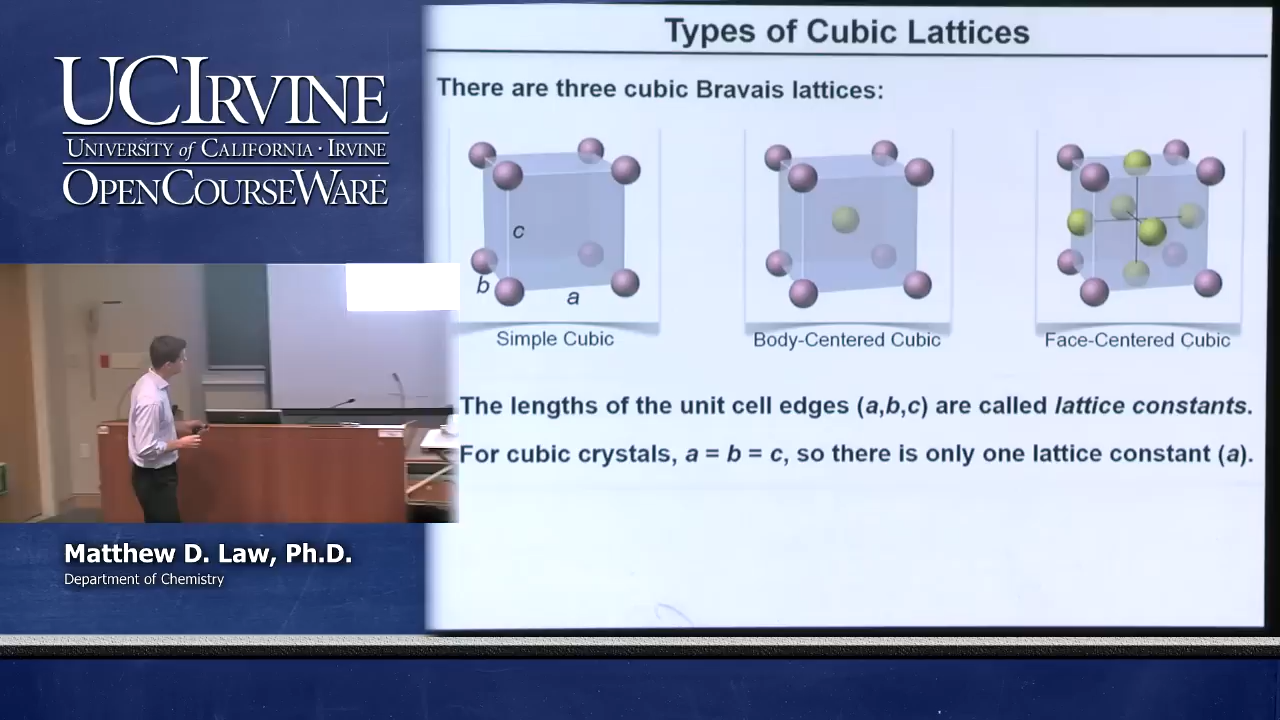 UCIRVINE
UNIVERSITY of CALIFORNIA · IRVINE
OPENCOURSEWARE
Matthew D. Law, Ph.D.
Department of Chemistry
Types of Cubic Lattices
There are three cubic Bravais lattices:
c
b
a
Simple Cubic
Body-Centered Cubic
Face-Centered Cubic
The lengths of the unit cell edges (a,b,c) are called lattice constants.
For cubic crystals, a = b = c, so there is only one lattice constant (a).